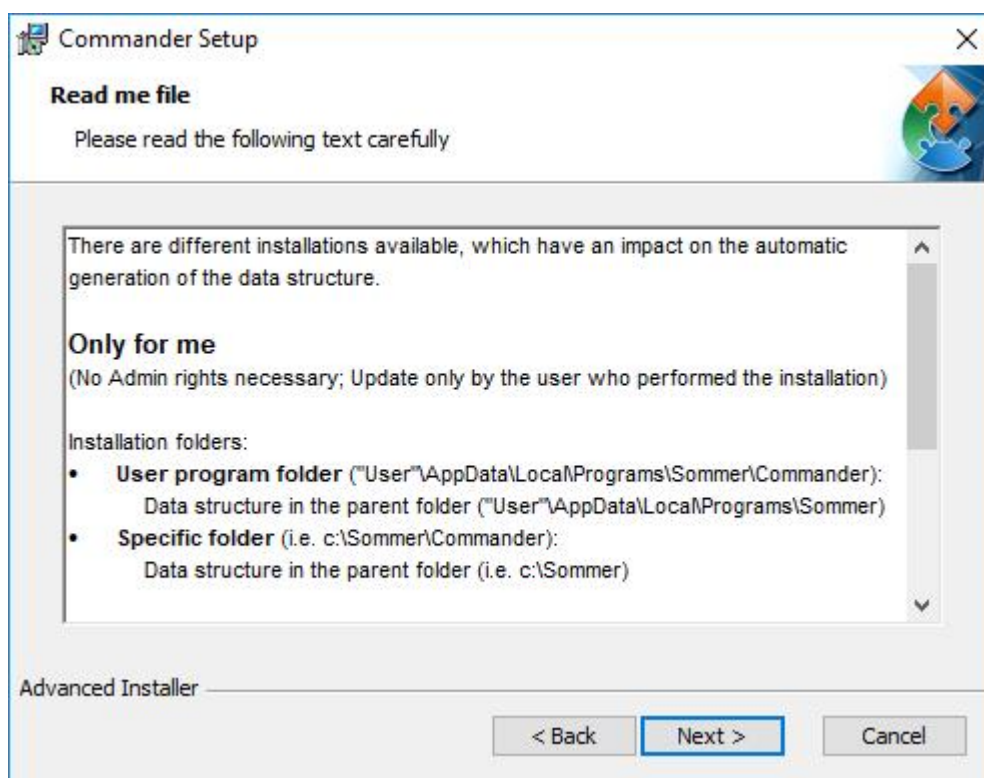 Commander Setup
Read me file
Please read the following text carefully
There are different installations available, which have an impact on the automatic
generation of the data structure.
Only for me
(No Admin rights necessary; Update only by the user who performed the installation)
Installation folders:
• User program folder ("User"\AppData\Local\Programs\Sommer\Commander):
Data structure in the parent folder ("User"\AppData\Local\Programs\Sommer)
• Specific folder (i.e. c:\Sommer\Commander):
Data structure in the parent folder (i.e. c:\Sommer)
Advanced Installer
< Back
Next >
Cancel